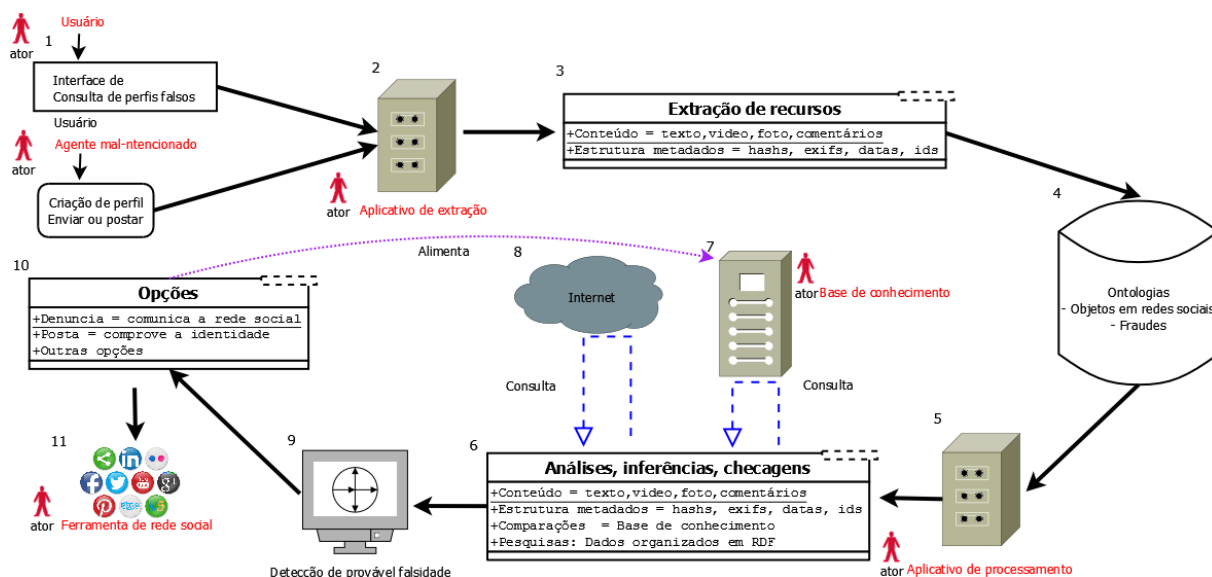 Usuário
1
ator
Interface de
Consulta de perfis falsos
Usuário
Agente mal-ntencionado
ator
Criação de perfil
Enviar ou postar
2
ator
Aplicativo de extração
3
Extração de recursos
+Conteúdo = texto,video,foto,comentários
+Estrutura metadados = hashs, exifs, datas, ids
4
Ontologias
- Objetos em redes sociais
- Fraudes
10
Alimenta
8
Internet
7
ator
Base de conhecimento
Opções
+Denuncia = comunica a rede social
+Posta = comprove a identidade
+Outras opções
Consulta
Consulta
5
ator
Aplicativo de processamento
6
Análises, inferências, checagens
+Conteúdo = texto,video,foto,comentários
+Estrutura metadados = hashs, exifs, datas, ids
+Comparações = Base de conhecimento
+Pesquisas: Dados organizados em RDF
9
Detecção de provável falsidade
11
ator
Ferramenta de rede social